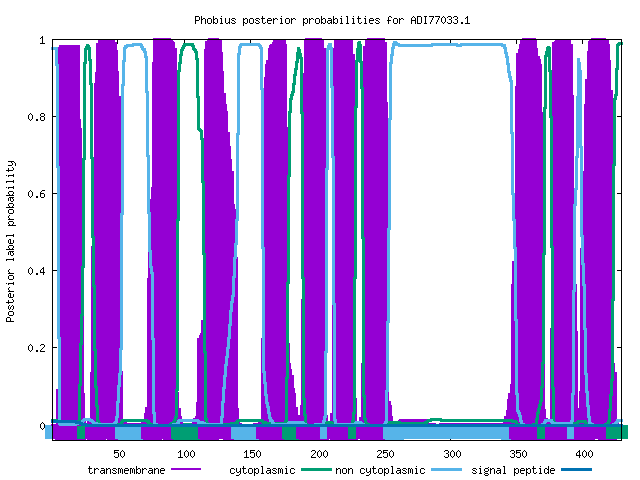 Phobius posterior probabilities for ADI77033.1
1
0.8
0.6
0.4
0.2
0
Posterior label probability
50 100 150 200 250 300 350 400
transmembrane cytoplasmic non cytoplasmic signal peptide